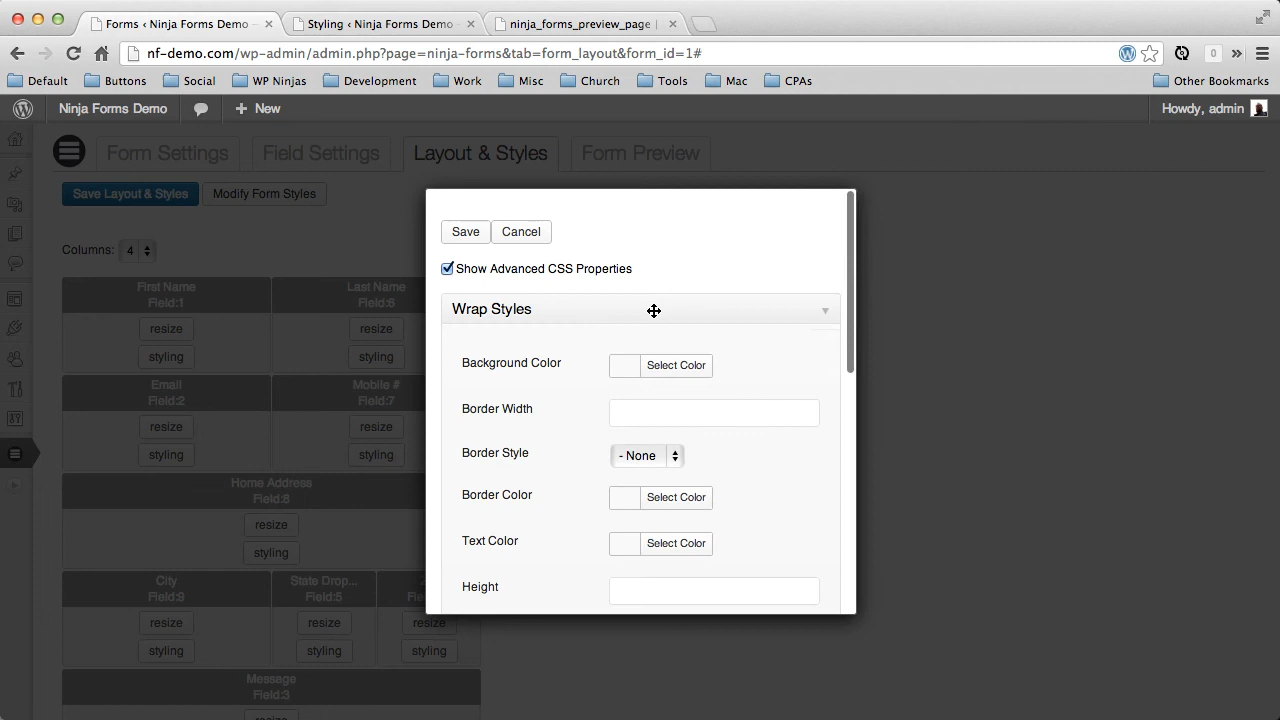 Forms ‹ Ninja Forms Demo –
Styling ‹ Ninja Forms Demo
ninja_forms_preview_page |
nf-demo.com/wp-admin/admin.php?page=ninja-forms&tab=form_layout&form_id=1#
0
Default Buttons Social WP Ninjas Development Work Misc Church Tools Mac CPAs Other Bookmarks
Ninja Forms Demo New Howdy, admin
Form Settings Field Settings Layout & Styles Form Preview
Save Layout & Styles Modify Form Styles
Columns: 4
First Name Last Name
Field:1 Field:6
resize resize
styling styling
Email Mobile #
Field:2 Field:7
resize resize
styling styling
Home Address
Field:8
resize
styling
City State Drop...
Field:9 Field:5
resize resize resize
styling styling styling
Message
Field:3
Save Cancel
Show Advanced CSS Properties
Wrap Styles
Background Color Select Color
Border Width
Border Style - None
Border Color Select Color
Text Color Select Color
Height